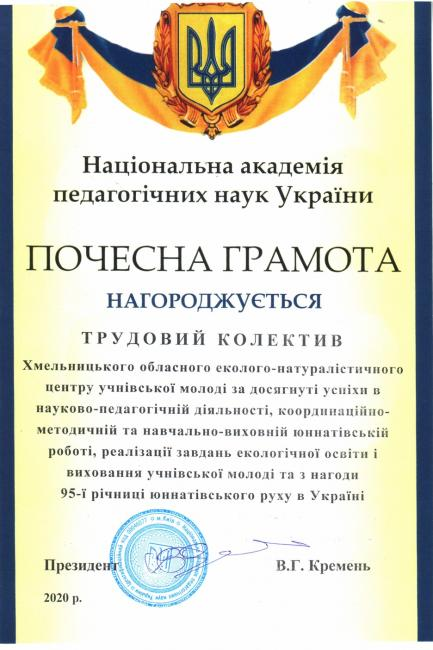 Національна академія
педагогічних наук України
ПОЧЕСНА ГРАМОТА
НАГОРОДЖУЄТЬСЯ
ТРУДОВИЙ КОЛЕКТИВ
Хмельницького обласного еколого-натуралістичного
центру учнівської молоді за досягнуті успіхи в
науково-педагогічній діяльності, координаційно-
методичній та навчально-виховній юннатівській
роботі, реалізації завдань екологічної освіти і
виховання учнівської молоді та з нагоди
95-ї річниці юннатівського руху в Україні
Президент В.Г. Кремень
2020 р.